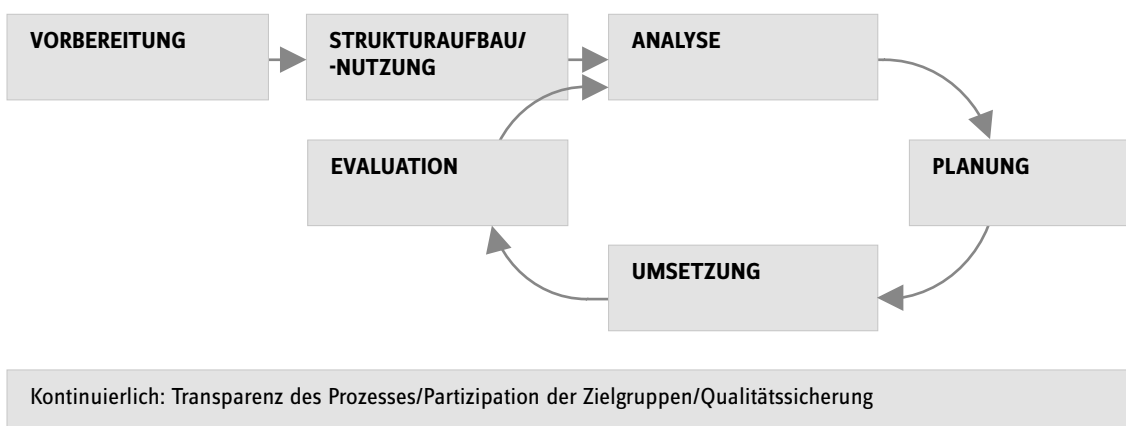 VORBEREITUNG
STRUKTURAUFBAU/
-NUTZUNG
ANALYSE
EVALUATION
PLANUNG
UMSETZUNG
Kontinuierlich: Transparenz des Prozesses/Partizipation der Zielgruppen/Qualitätssicherung